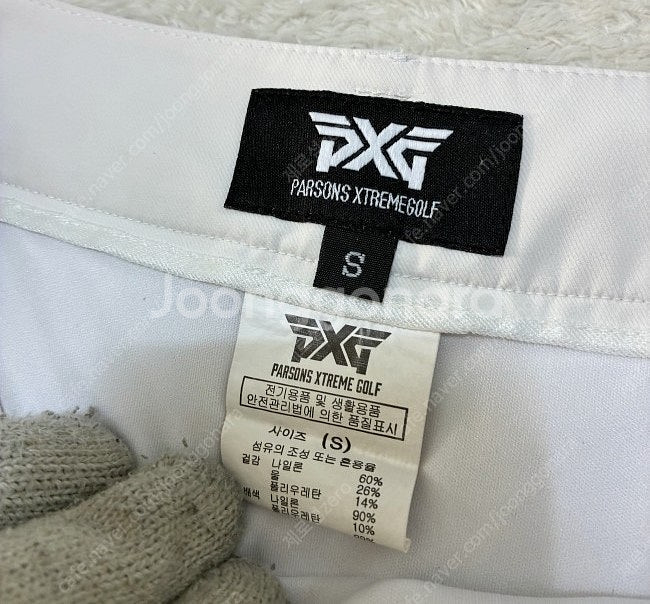 PXG
PARSONS XTREME GOLF
S
Joonggonara
PXG
PARSONS XTREME GOLF
전기용품 및 생활용품
안전관리법에 의한 품질표시
사이즈 (S)
섬유의 조성 또는 혼용율
겉감 나일론 60%
울 26%
폴리우레탄 14%
배색 나일론 90%
폴리우레탄 10%